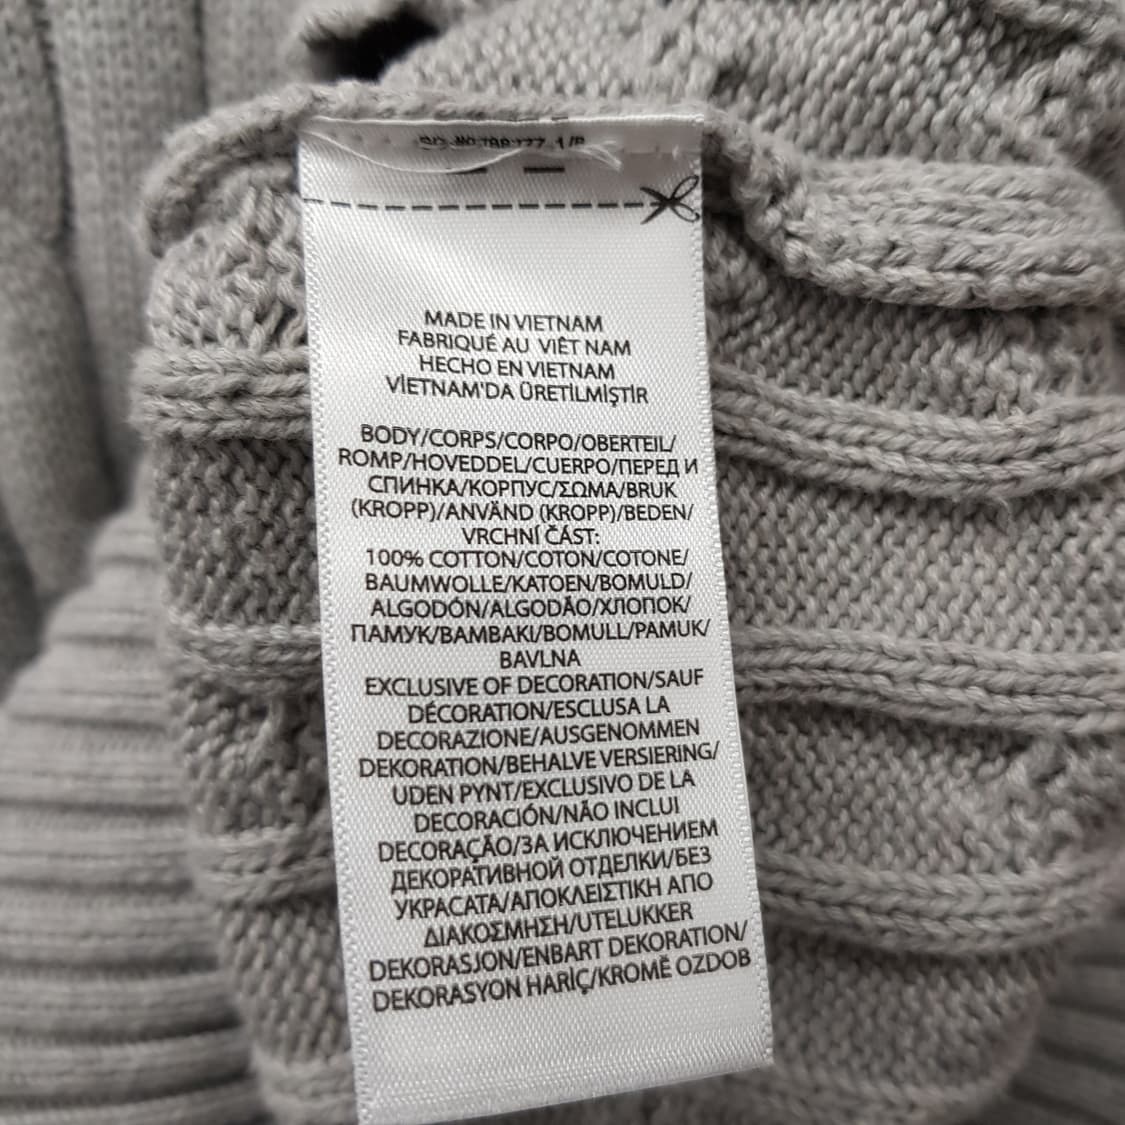 MADE IN VIETNAM
FABRIQUÉ AU VIÊT NAM
HECHO EN VIETNAM
VİETNAM'DA ÜRETİLMİŞTİR
BODY/CORPS/CORPO/OBERTEIL/
ROMP/HOVEDDEL/CUERPO/ПЕРЕД И
СПИНКА/КОРПУС/ΣΩΜΑ/BRUK
(KROPP)/ANVÄND (KROPP)/BEDEN/
VRCHNÍ ČÁST:
100% COTTON/COTON/COTONE/
BAUMWOLLE/KATOEN/BOMULD/
ALGODÓN/ALGODÃO/ХЛОПОК/
ПАМУК/ΒΑΜΒΑΚΙ/BOMULL/PAMUK/
BAVLNA
EXCLUSIVE OF DECORATION/SAUF
DÉCORATION/ESCLUSA LA
DECORAZIONE/AUSGENOMMEN
DEKORATION/BEHALVE VERSIERING/
UDEN PYNT/EXCLUSIVO DE LA
DECORACIÓN/NÃO INCLUI
DECORAÇÃO/ЗА ИСКЛЮЧЕНИЕМ
ДЕКОРАТИВНОЙ ОТДЕЛКИ/БЕЗ
УКРАСАТА/ΑΠΟΚΛΕΙΣΤΙΚΗ ΑΠΟ
ΔΙΑΚΟΣΜΗΣΗ/UTELUKKER
DEKORASJON/ENBART DEKORATION/
DEKORASYON HARİÇ/KROMĚ OZDOB